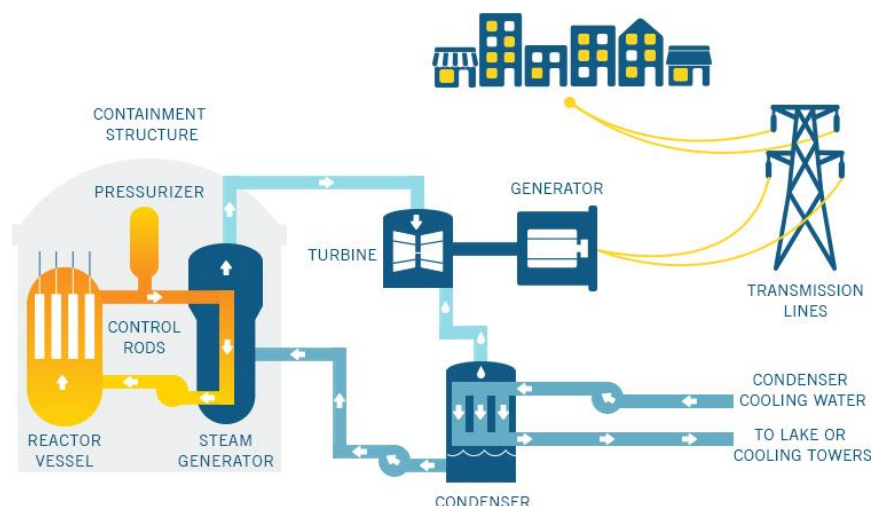 CONTAINMENT
STRUCTURE
PRESSURIZER
GENERATOR
TURBINE
CONTROL
RODS
TRANSMISSION
LINES
REACTOR
VESSEL
STEAM
GENERATOR
CONDENSER
CONDENSER
COOLING WATER
TO LAKE OR
COOLING TOWERS